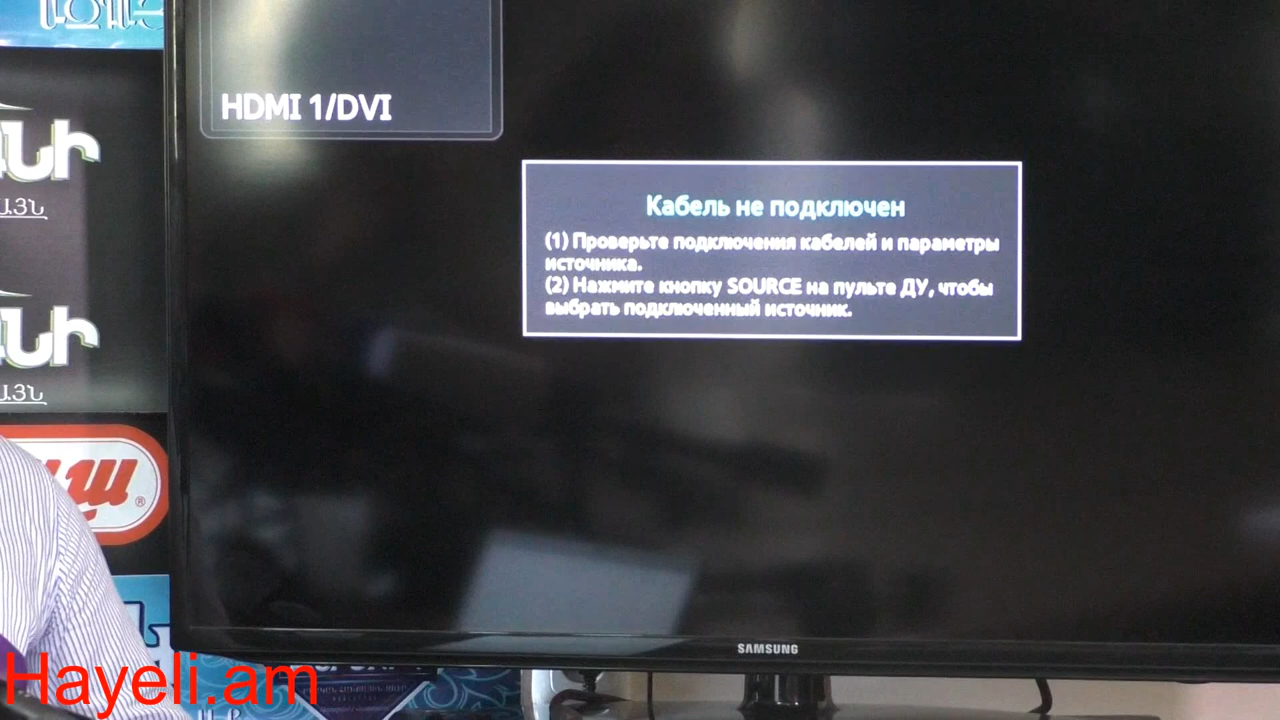 HDMI 1/DVI
Кабель не подключен
(1) Проверьте подключения кабелей и параметры
источника.
(2) Нажмите кнопку SOURCE на пульте ДУ, чтобы
выбрать подключенный источник.
SAMSUNG
Hayeli.am